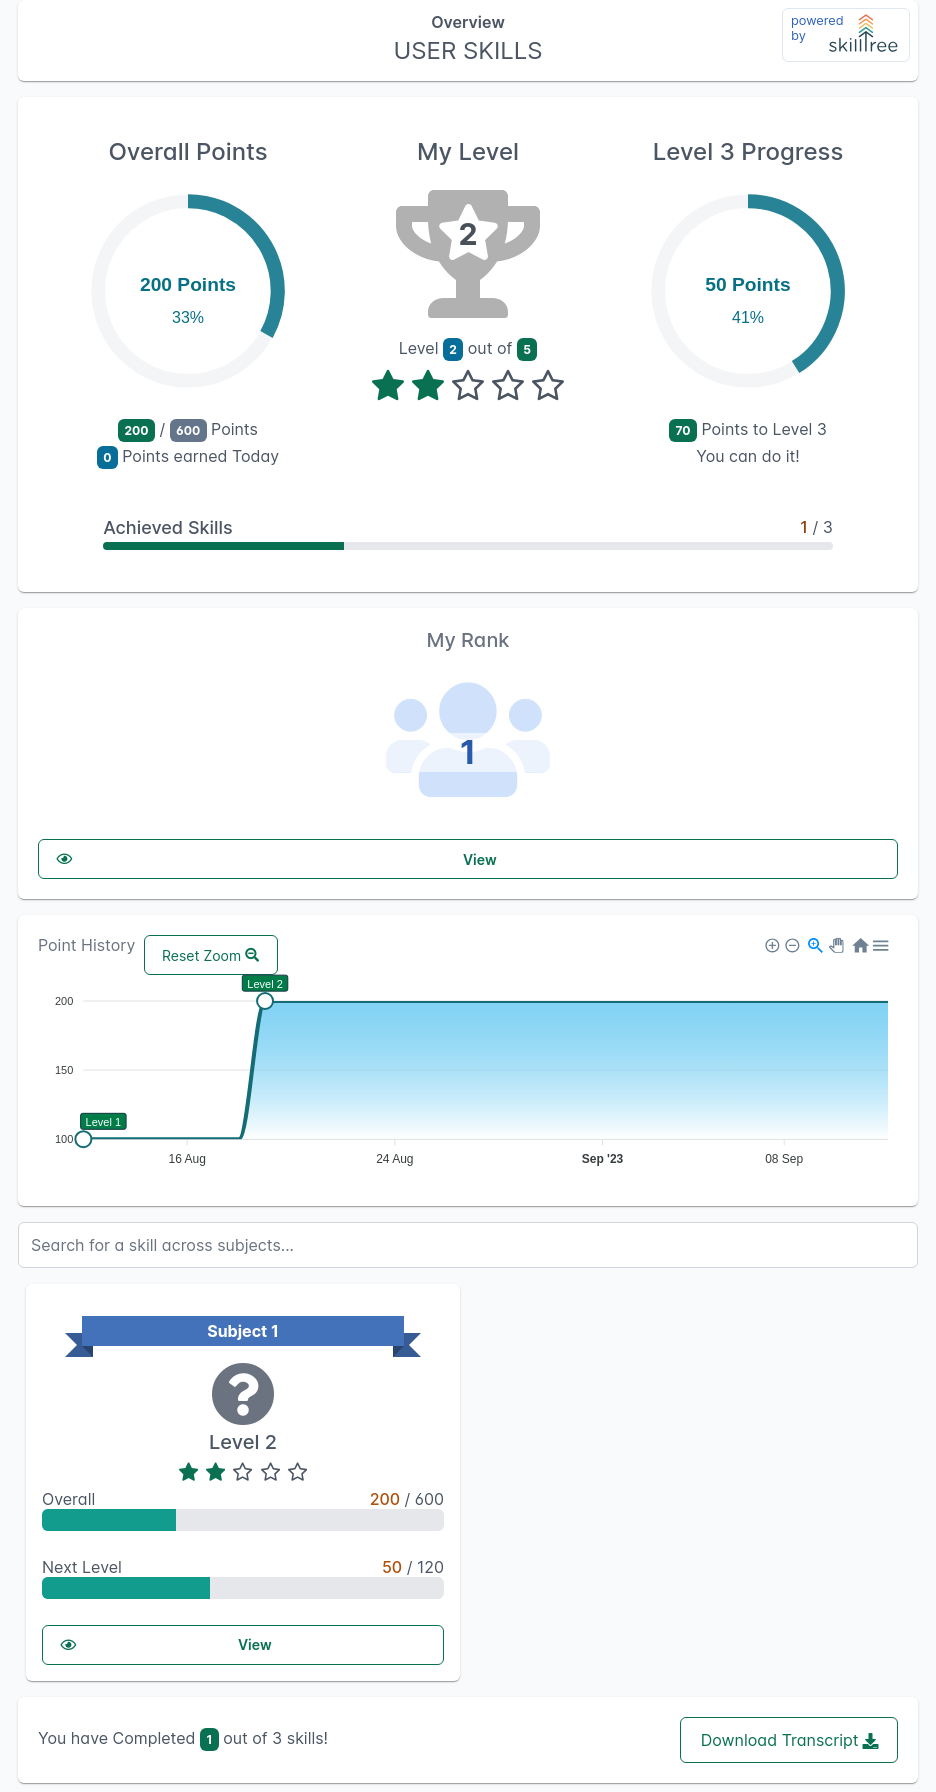 Overview
USER SKILLS
powered
by
skilltree
Overall Points
200 Points
33%
200 / 600 Points
0 Points earned Today
My Level
2
Level 2 out of 5
Level 3 Progress
50 Points
41%
70 Points to Level 3
You can do it!
Achieved Skills 1 / 3
My Rank
1
View
Point History
Reset Zoom
Level 2
200
150
Level 1
100
16 Aug 24 Aug Sep '23 08 Sep
Search for a skill across subjects...
Subject 1
Level 2
Overall 200 / 600
Next Level 50 / 120
View
You have Completed 1 out of 3 skills!
Download Transcript